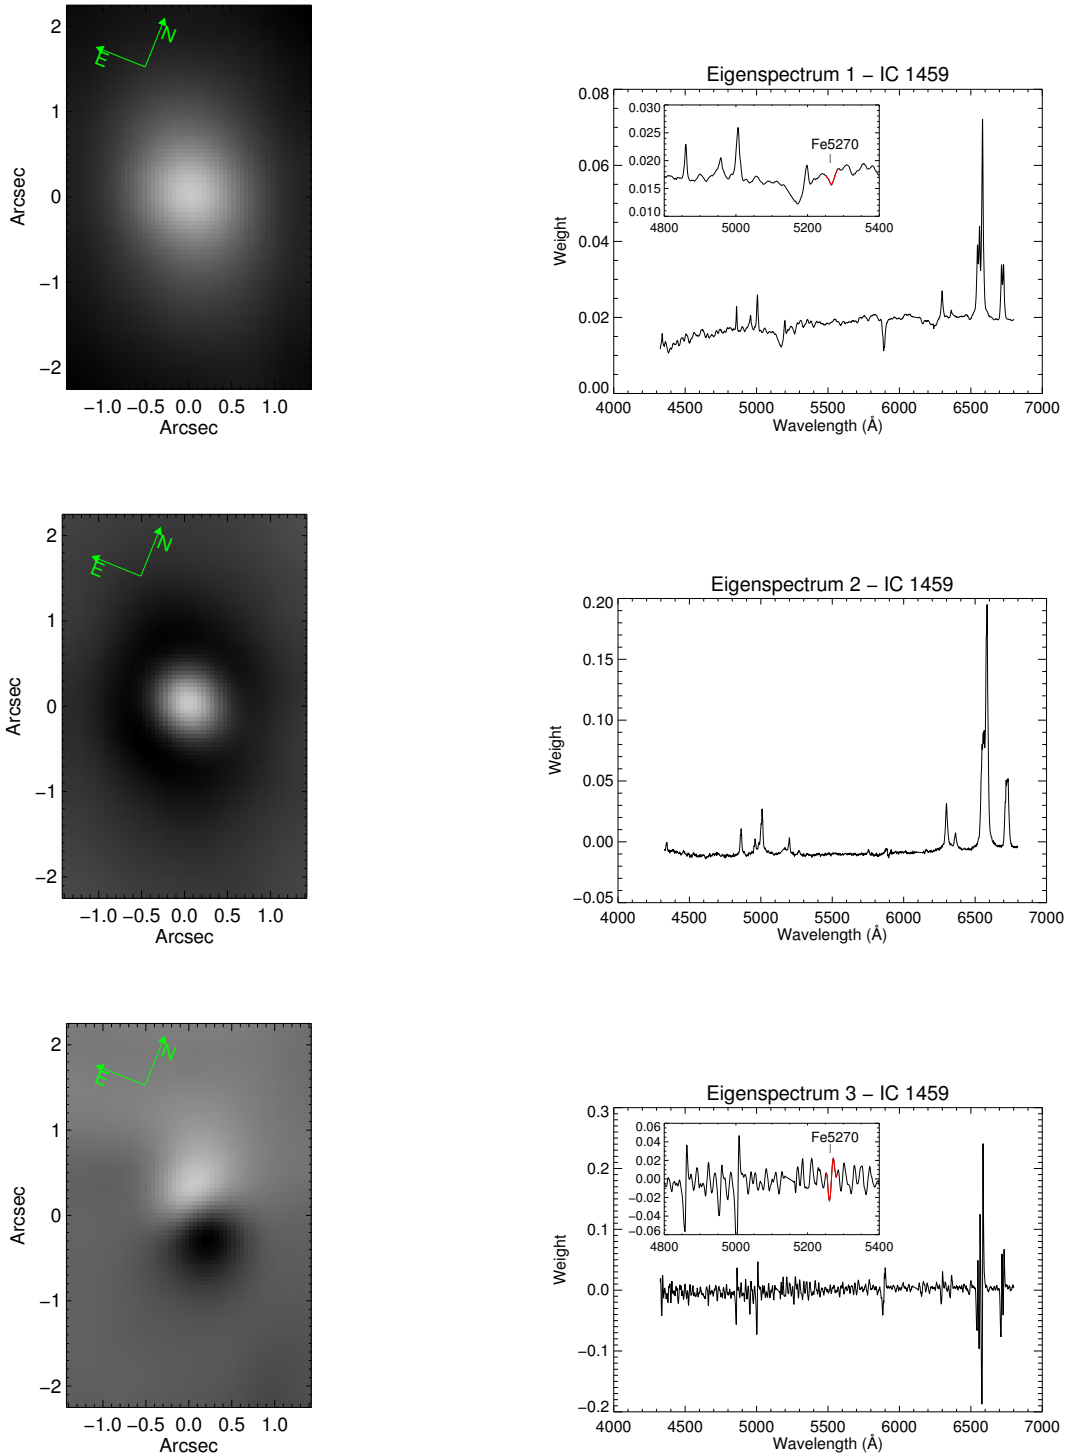 2
1
0
−1
−2
Arcsec
−1.0 −0.5 0.0 0.5 1.0
Arcsec
N
E
Eigenspectrum 1 − IC 1459
0.08
0.06
0.04
0.02
0.00
Weight
4000 4500 5000 5500 6000 6500 7000
Wavelength (Å)
0.030
0.025
0.020
0.015
0.010
4800 5000 5200 5400
Fe5270
2
1
0
−1
−2
Arcsec
−1.0 −0.5 0.0 0.5 1.0
Arcsec
N
E
Eigenspectrum 2 − IC 1459
0.20
0.15
0.10
0.05
0.00
−0.05
Weight
4000 4500 5000 5500 6000 6500 7000
Wavelength (Å)
2
1
0
−1
−2
Arcsec
−1.0 −0.5 0.0 0.5 1.0
Arcsec
N
E
Eigenspectrum 3 − IC 1459
0.3
0.2
0.1
0.0
−0.1
−0.2
Weight
4000 4500 5000 5500 6000 6500 7000
Wavelength (Å)
0.06
0.04
0.02
0.00
−0.02
−0.04
−0.06
4800 5000 5200 5400
Fe5270